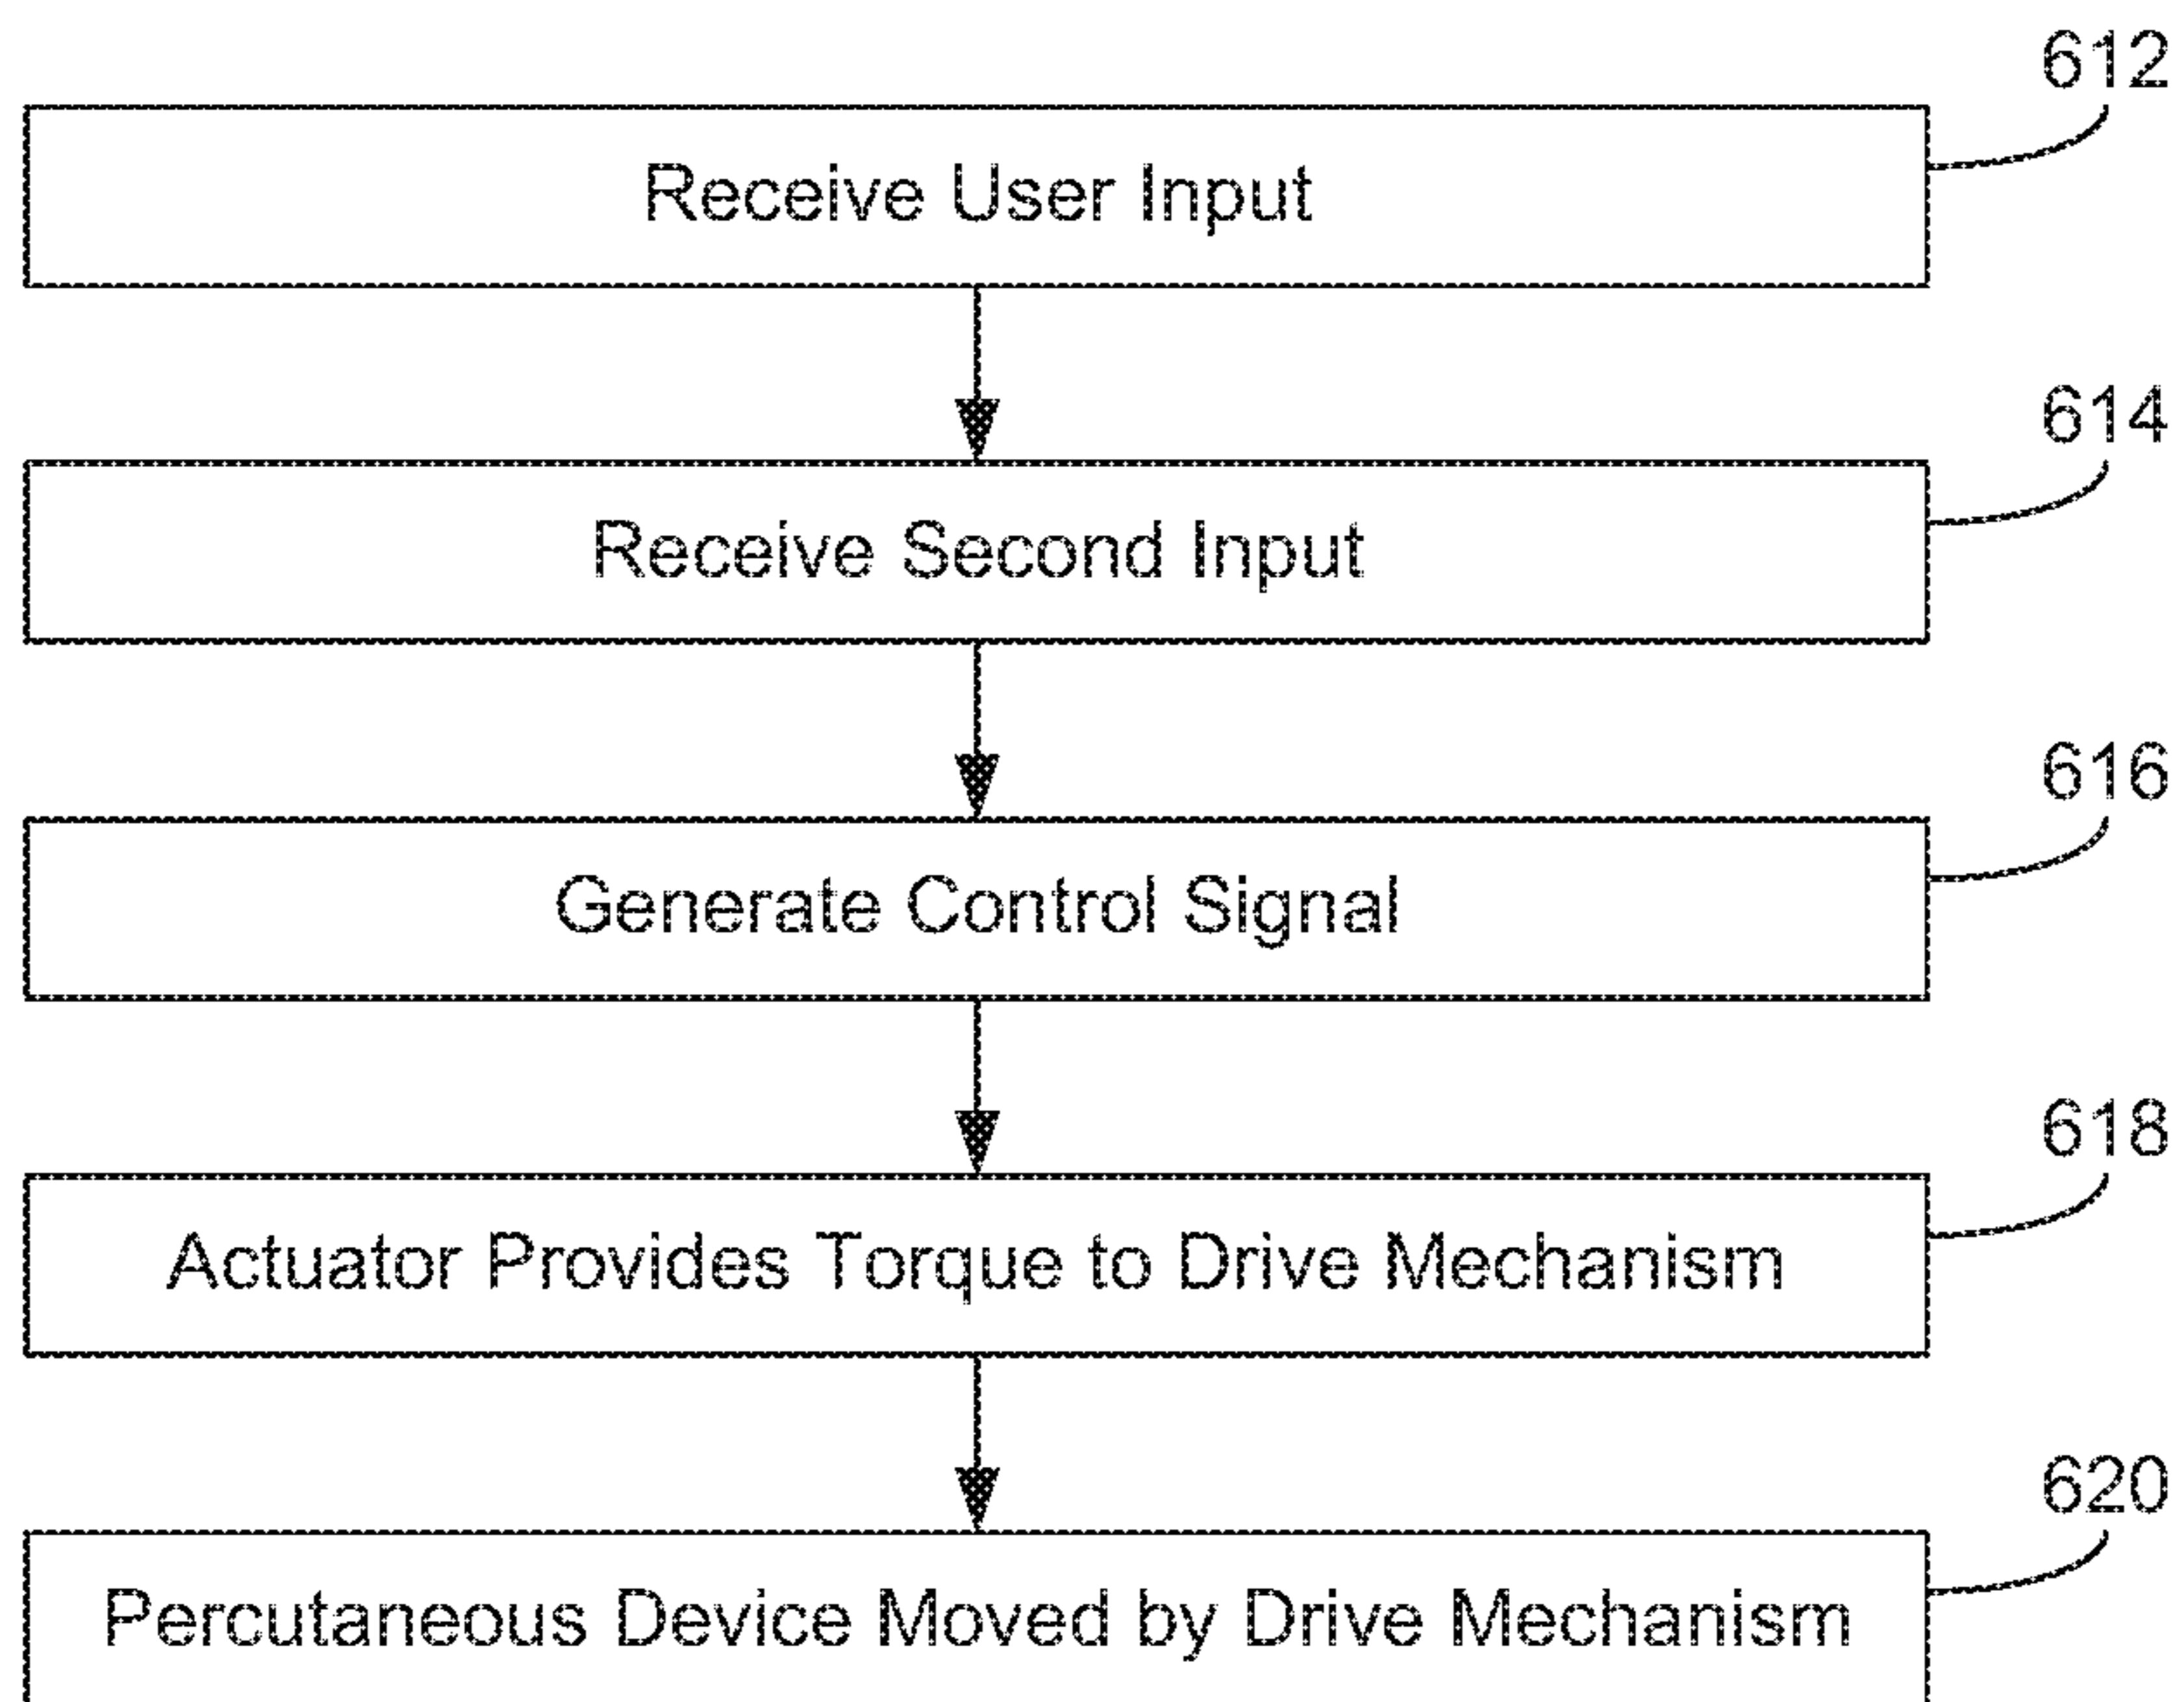 612
Receive User Input
614
Receive Second Input
616
Generate Control Signal
618
Actuator Provides Torque to Drive Mechanism
620
Percutaneous Device Moved by Drive Mechanism